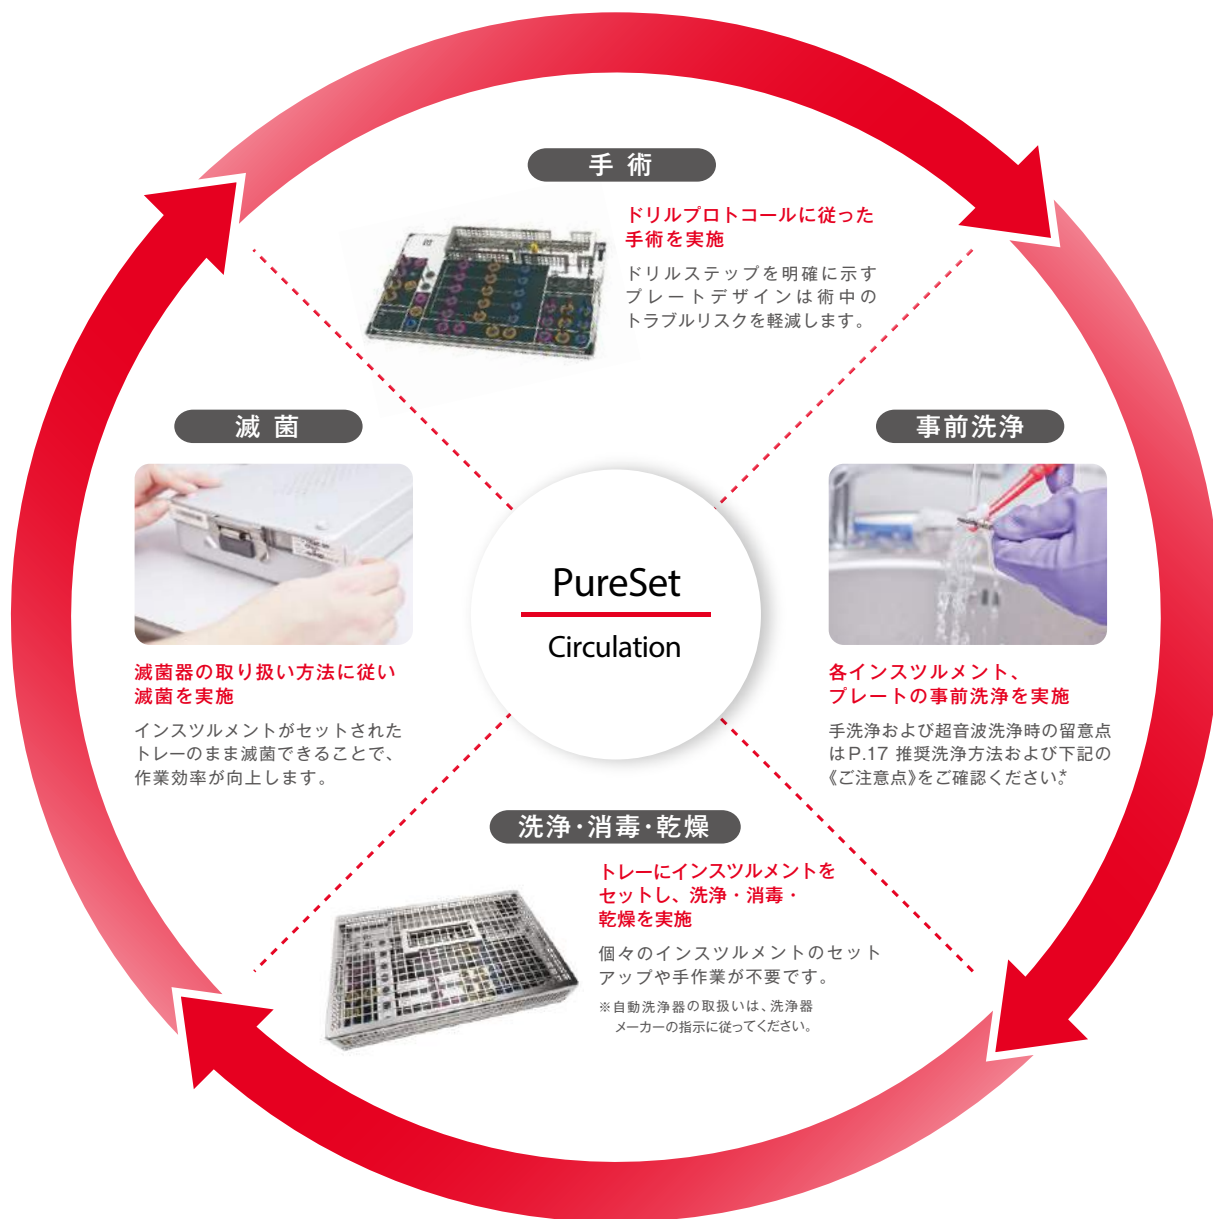 手術
ドリルプロトコールに従った
手術を実施
ドリルステップを明確に示す
プレートデザインは術中の
トラブルリスクを軽減します。
事前洗浄
各インスツルメント、
プレートの事前洗浄を実施
手洗浄および超音波洗浄時の留意点
はP.17 推奨洗浄方法および下記の
《ご注意点》をご確認ください。*
洗浄・消毒・乾燥
トレーにインスツルメントを
セットし、洗浄・消毒・
乾燥を実施
個々のインスツルメントのセット
アップや手作業が不要です。
※自動洗浄器の取扱いは、洗浄器
メーカーの指示に従ってください。
滅菌
滅菌器の取り扱い方法に従い
滅菌を実施
インスツルメントがセットされた
トレーのまま滅菌できることで、
作業効率が向上します。
PureSet
Circulation